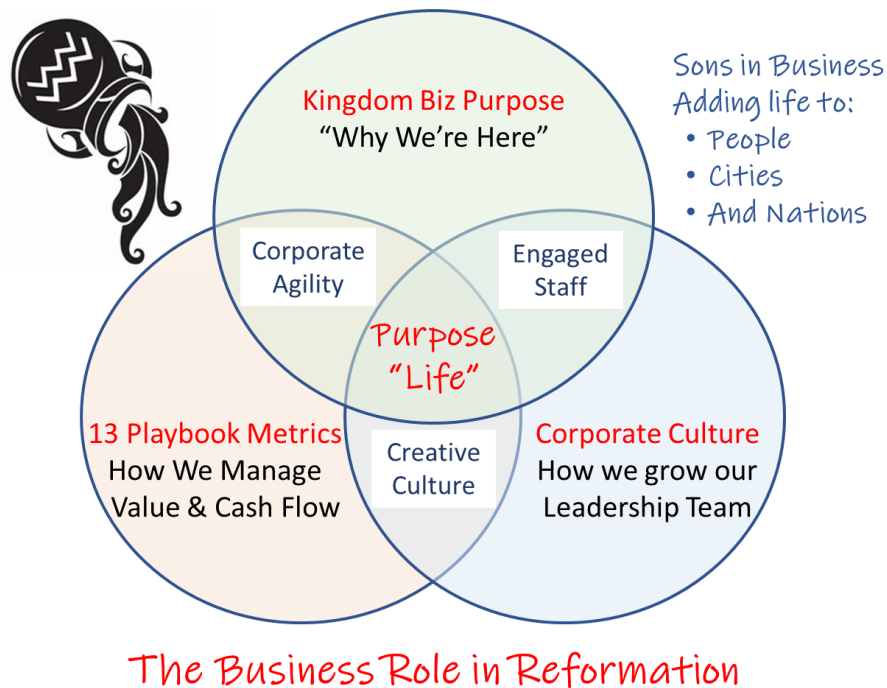 Kingdom Biz Purpose
“Why We’re Here”
Sons in Business
Adding life to:
• People
• Cities
• And Nations
Corporate
Agility
Engaged
Staff
Purpose
“Life”
13 Playbook Metrics
How We Manage
Value & Cash Flow
Creative
Culture
Corporate Culture
How we grow our
Leadership Team
The Business Role in Reformation